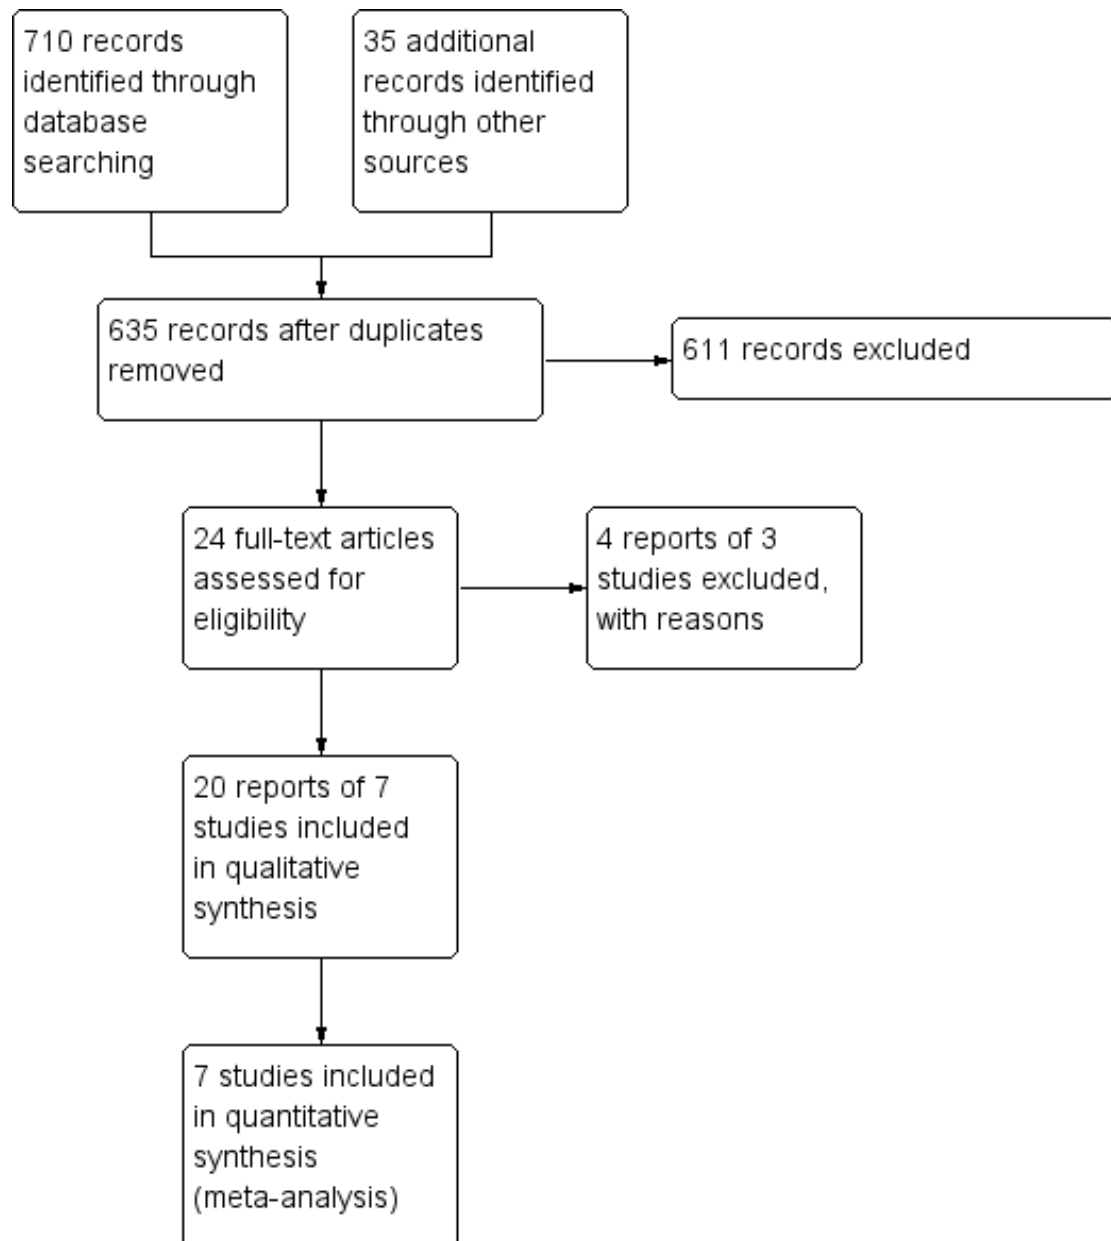 710 records
identified through
database
searching
35 additional
records identified
through other
sources
635 records after duplicates
removed
611 records excluded
24 full-text articles
assessed for
eligibility
4 reports of 3
studies excluded,
with reasons
20 reports of 7
studies included
in qualitative
synthesis
7 studies included
in quantitative
synthesis
(meta-analysis)